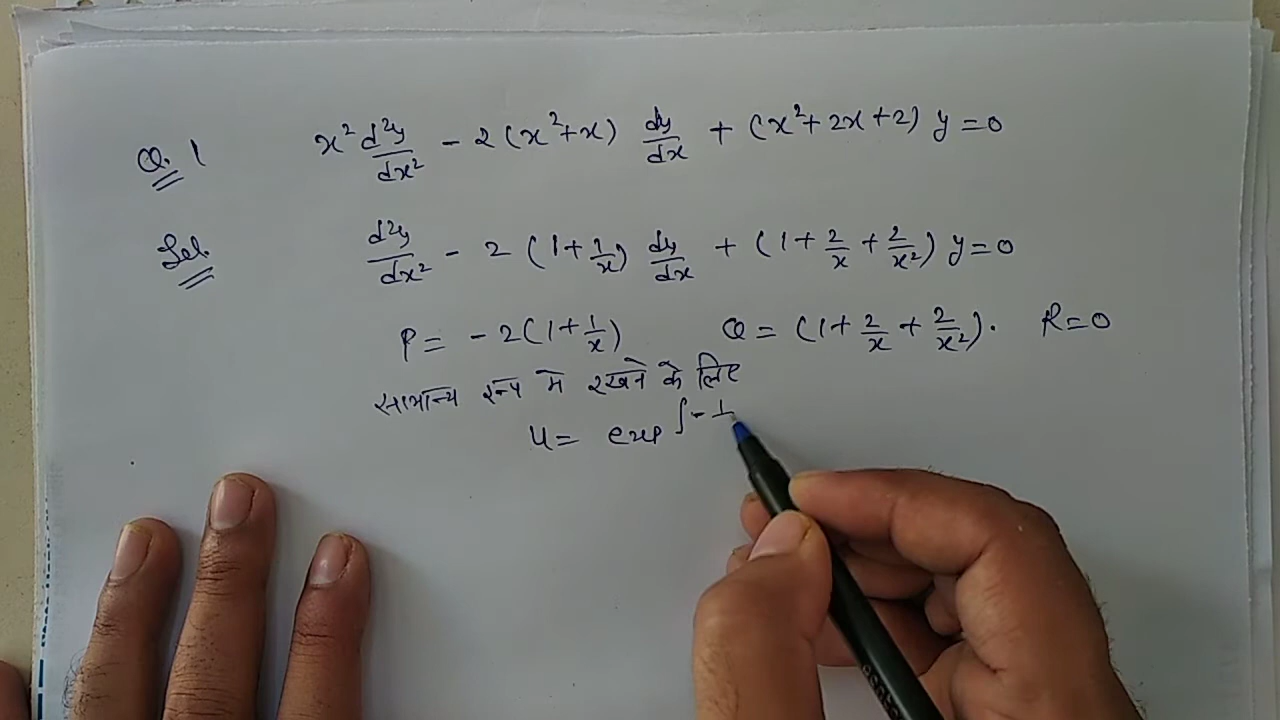 Q.1 x² d²y/dx² - 2(x²+x) dy/dx + (x²+2x+2) y=0
Sol. d²y/dx² - 2(1+1/x) dy/dx + (1+2/x+2/x²) y=0
P= -2(1+1/x) Q= (1+2/x+2/x²). R=0
सामान्य रूप में रखने के लिए
u= exp ∫-1